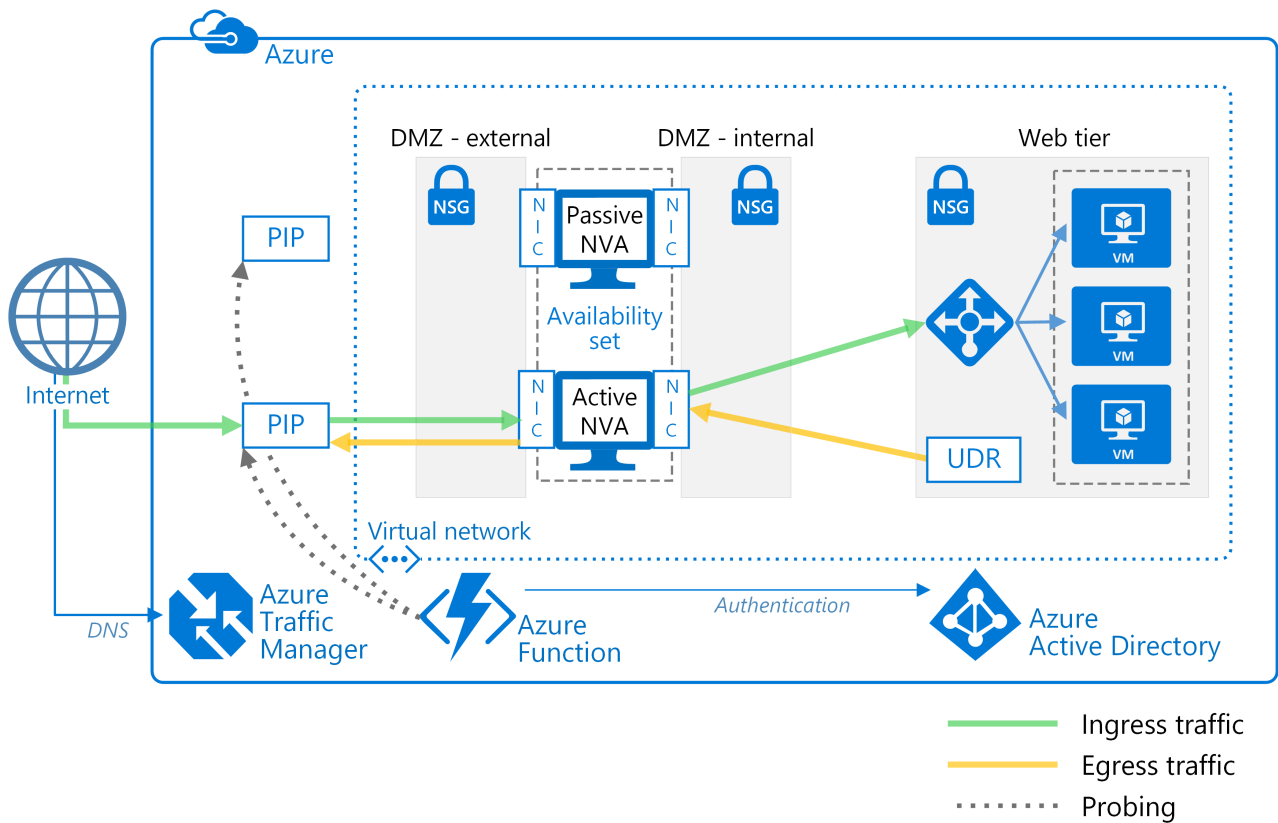 Azure
DMZ - external
DMZ - internal
Web tier
NSG
NSG
NSG
N
I
C
Passive
NVA
N
I
C
VM
PIP
Availability
set
VM
Internet
PIP
N
I
C
Active
NVA
N
I
C
UDR
VM
Virtual network
DNS
Azure
Traffic
Manager
Azure
Function
Authentication
Azure
Active Directory
Ingress traffic
Egress traffic
Probing